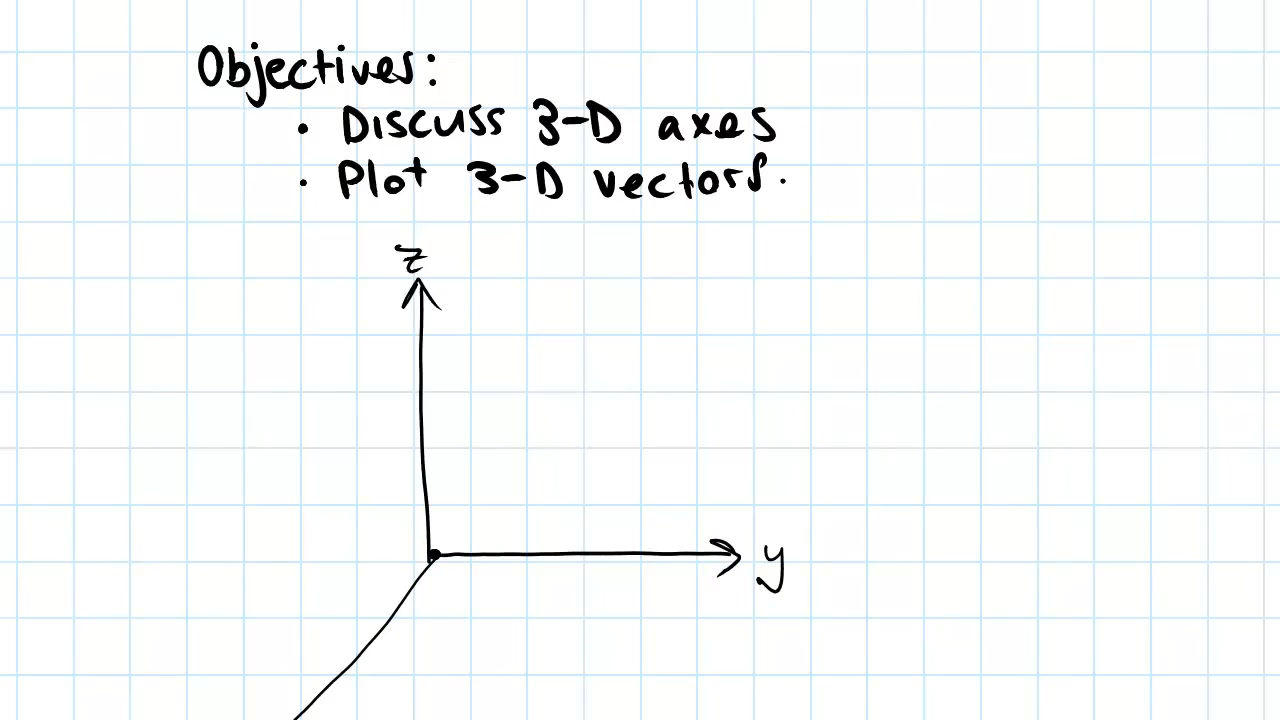 Objectives:
• Discuss 3-D axes
• Plot 3-D vectors.
z
y